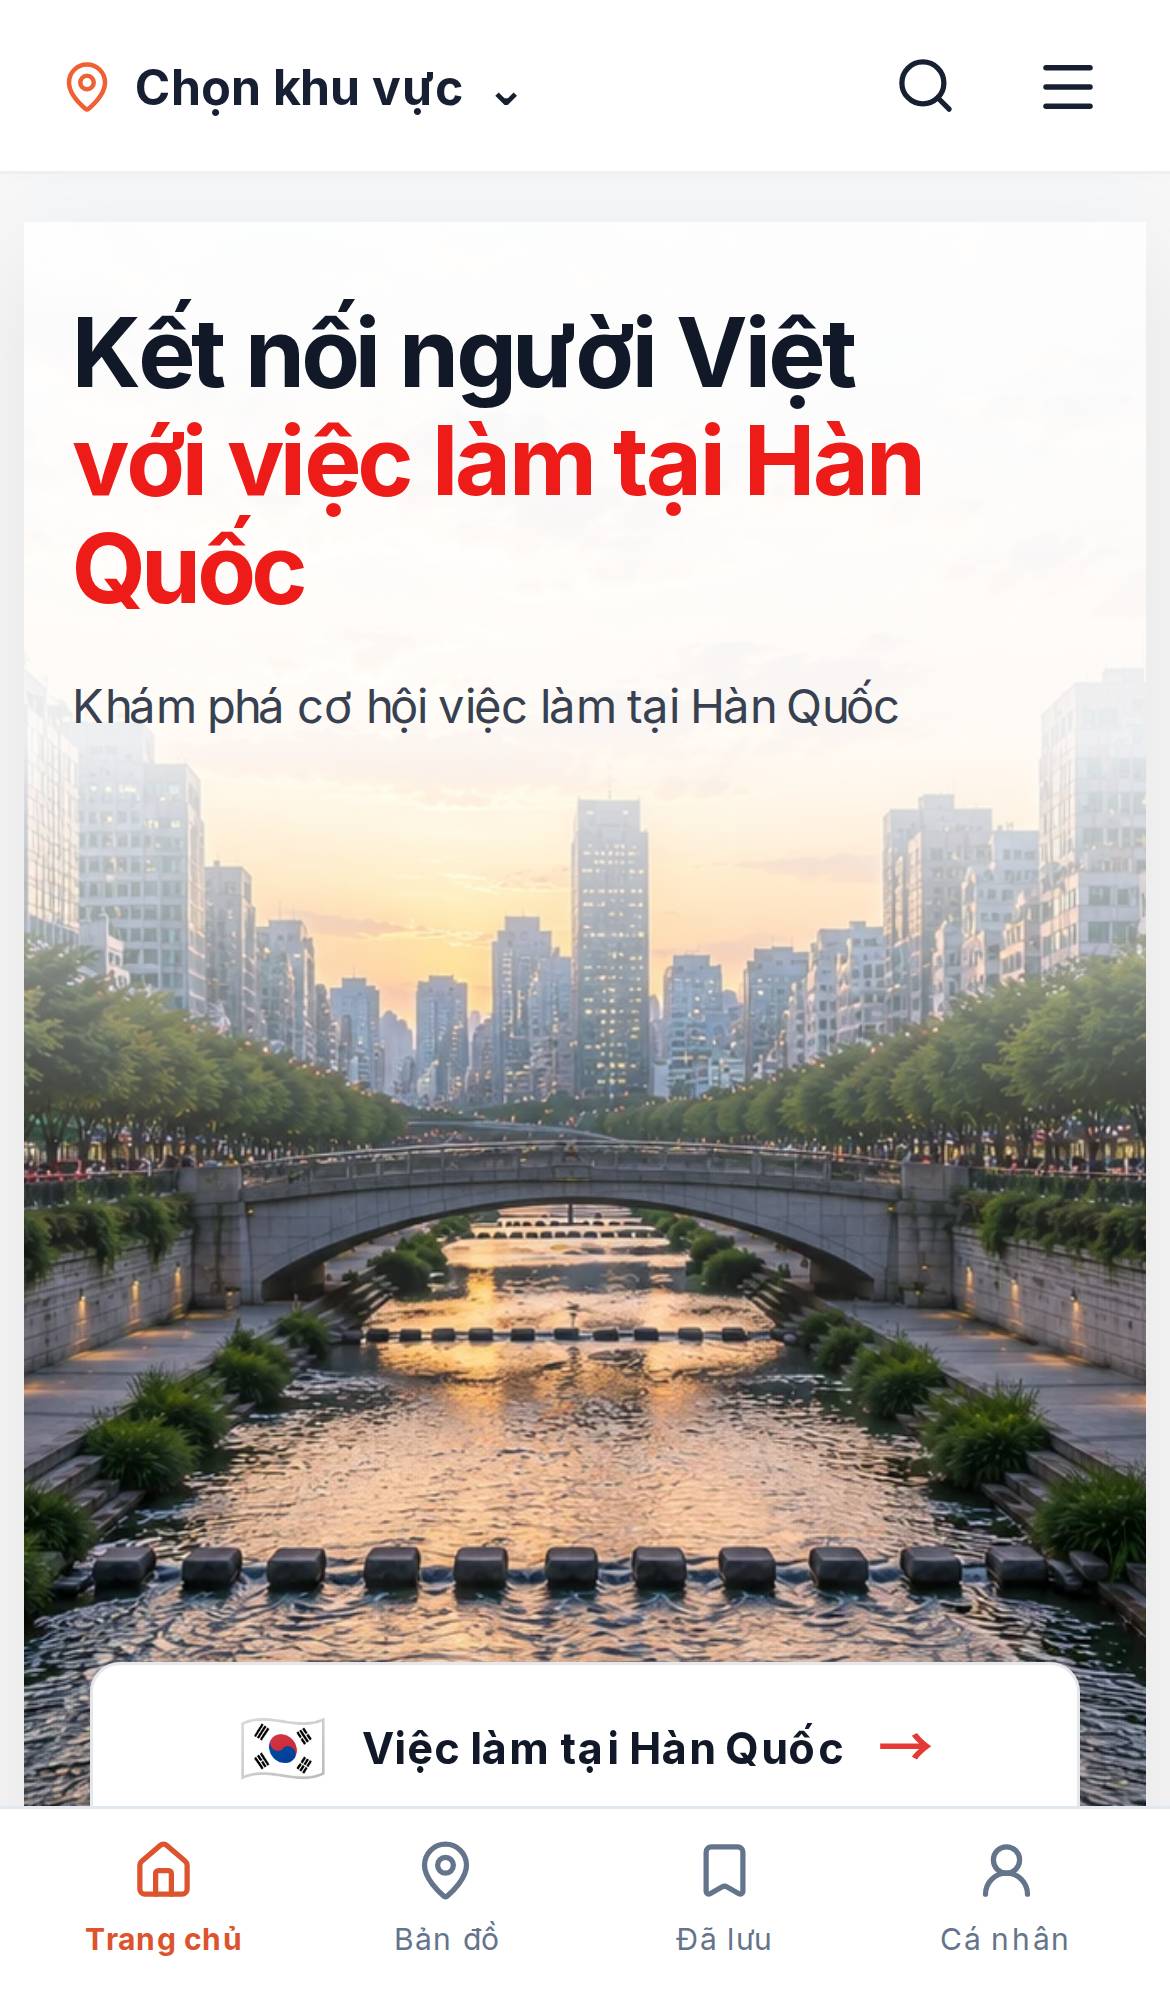 Chọn khu vực
Kết nối người Việt
với việc làm tại Hàn
Quốc
Khám phá cơ hội việc làm tại Hàn Quốc
Việc làm tại Hàn Quốc →
Trang chủ
Bản đồ
Đã lưu
Cá nhân